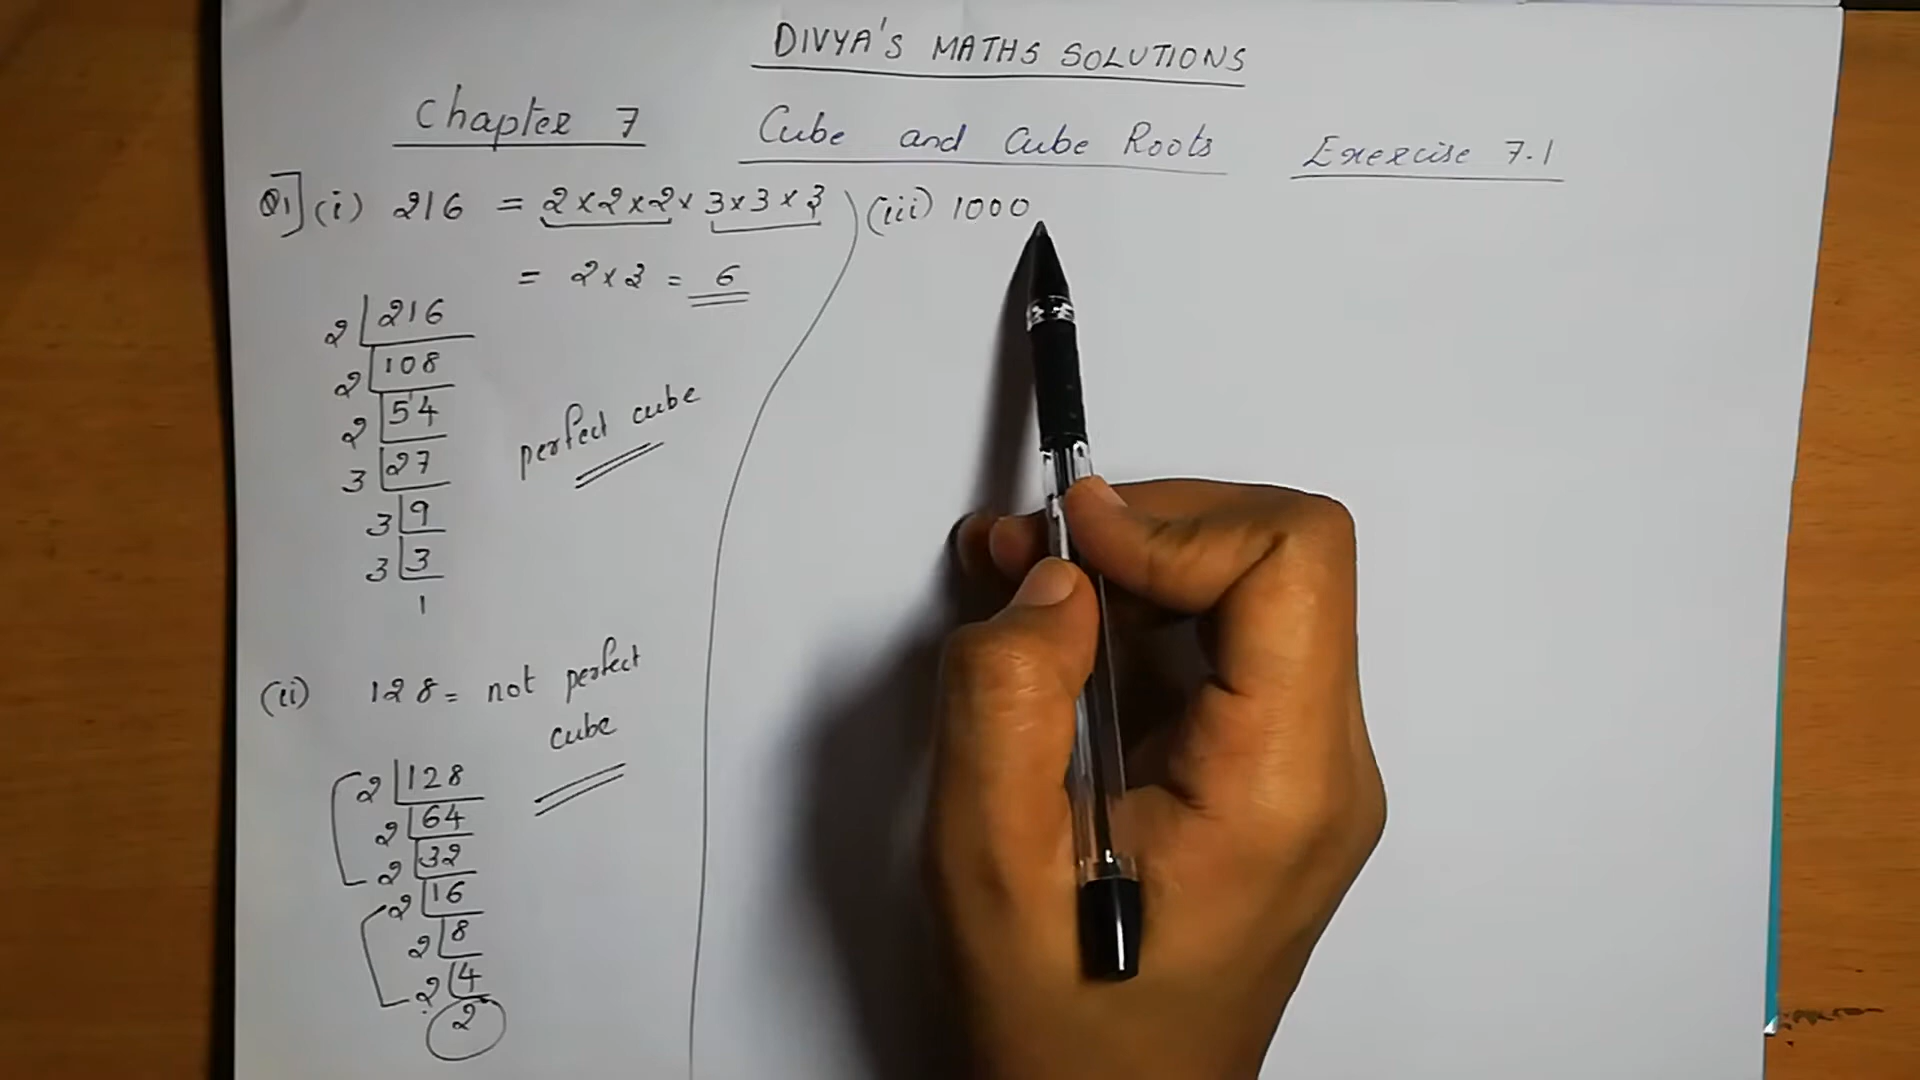 DIVYA'S MATHS SOLUTIONS
Chapter 7 Cube and Cube Roots Exercise 7.1
Q1] (i) 216 = 2×2×2×3×3×3
= 2×3 = 6
2 216
2 108
2 54
3 27
3 9
3 3
1
perfect cube
(ii) 128 = not perfect
cube
2 128
2 64
2 32
2 16
2 8
2 4
2
(iii) 1000